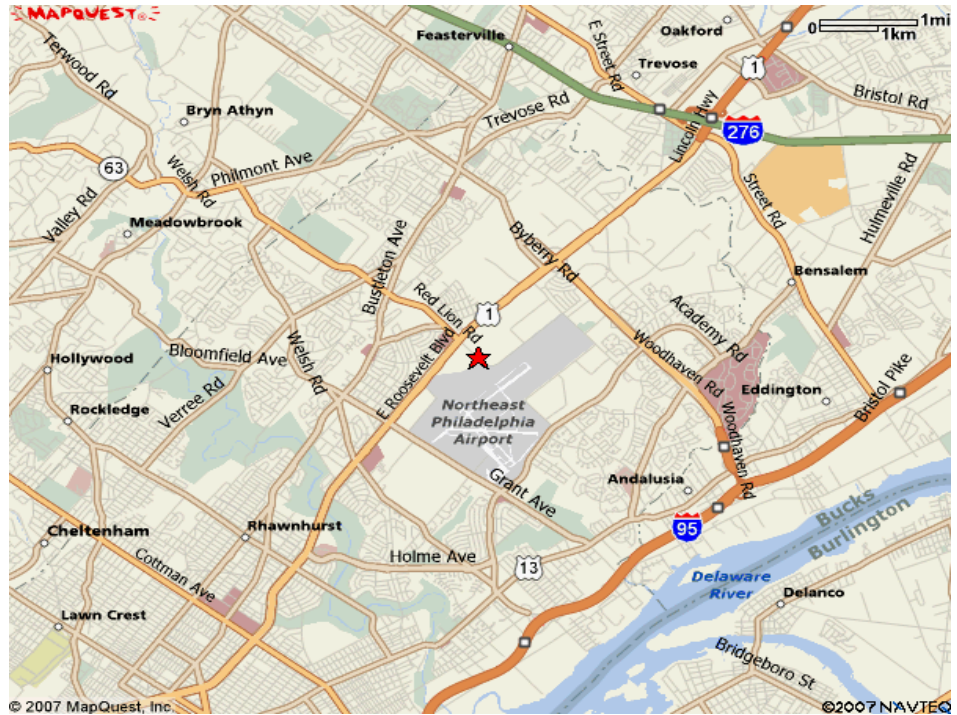 MAPQUEST
Feasterville
E Street Rd
Oakford
0 1mi
1km
Terwood Rd
Trevose
1
Bristol Rd
Bryn Athyn
Trevose Rd
Lincoln Hwy
276
63
Welsh Rd
Philmont Ave
Street Rd
Hulmeville Rd
Valley Rd
Meadowbrook
Bustleton Ave
Byberry Rd
Bensalem
Red Lion Rd
1
Academy Rd
Hollywood
Bloomfield Ave
Welsh Rd
E Roosevelt Blvd
Woodhaven Rd
Verree Rd
Eddington
Bristol Pike
Rockledge
Northeast
Philadelphia
Airport
Woodhaven Rd
Grant Ave
Andalusia
Cheltenham
Rhawnhurst
95
Bucks
Burlington
Holme Ave
13
Cottman Ave
Delaware
River
Delanco
Lawn Crest
Bridgeboro St
© 2007 MapQuest, Inc.
©2007 NAVTEQ